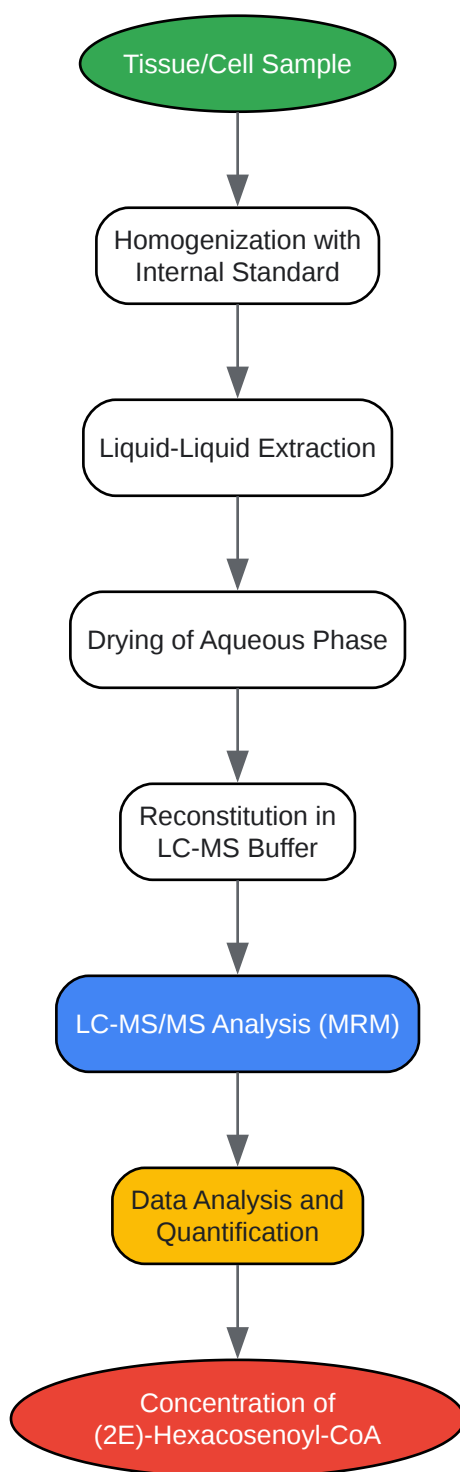 Tissue/Cell Sample
Homogenization with
Internal Standard
Liquid-Liquid Extraction
Drying of Aqueous Phase
Reconstitution in
LC-MS Buffer
LC-MS/MS Analysis (MRM)
Data Analysis and
Quantification
Concentration of
(2E)-Hexacosenoyl-CoA